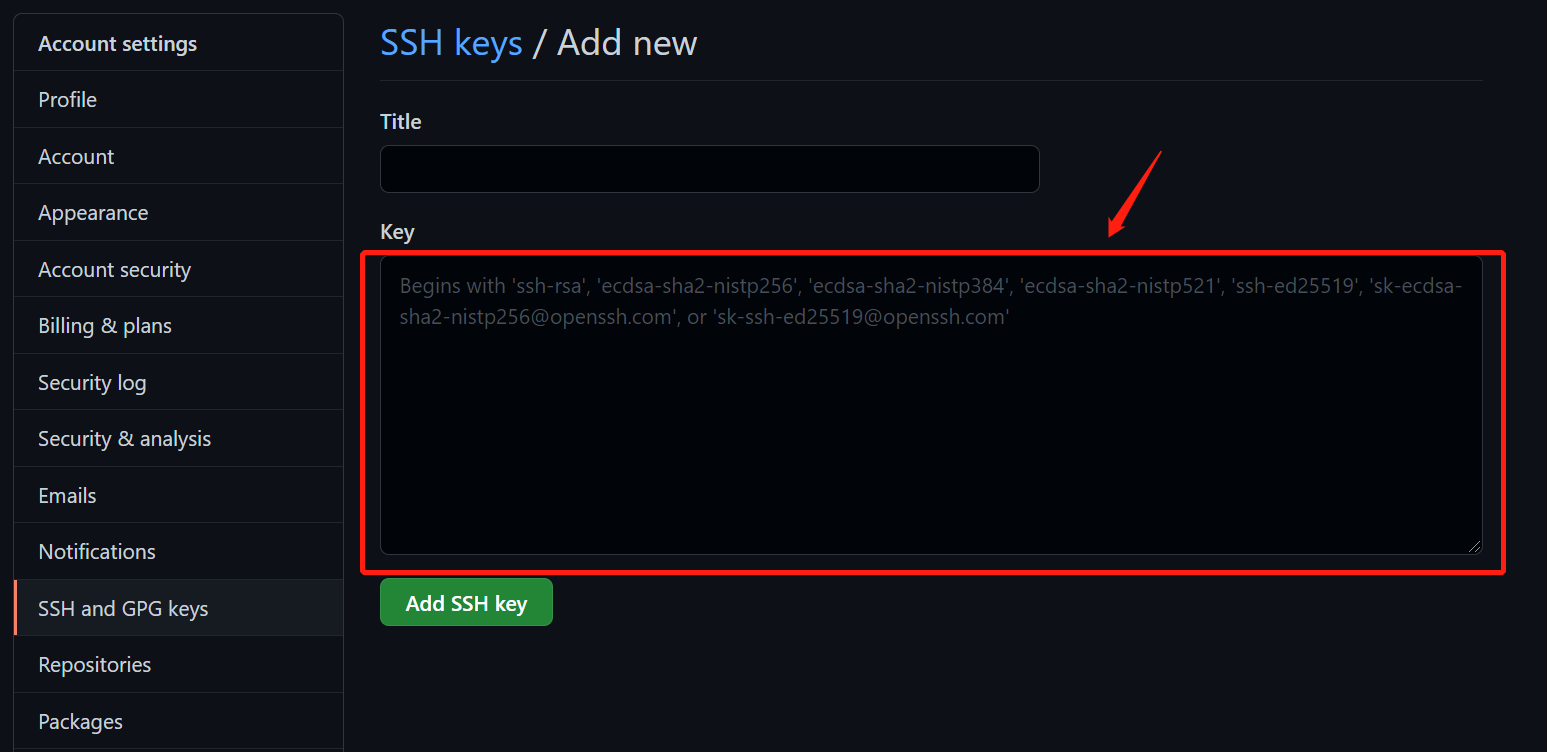 Account settings
Profile
Account
Appearance
Account security
Billing & plans
Security log
Security & analysis
Emails
Notifications
SSH and GPG keys
Repositories
Packages
SSH keys / Add new
Title
Key
Begins with 'ssh-rsa', 'ecdsa-sha2-nistp256', 'ecdsa-sha2-nistp384', 'ecdsa-sha2-nistp521', 'ssh-ed25519', 'sk-ecdsa-
sha2-nistp256@openssh.com', or 'sk-ssh-ed25519@openssh.com'
Add SSH key